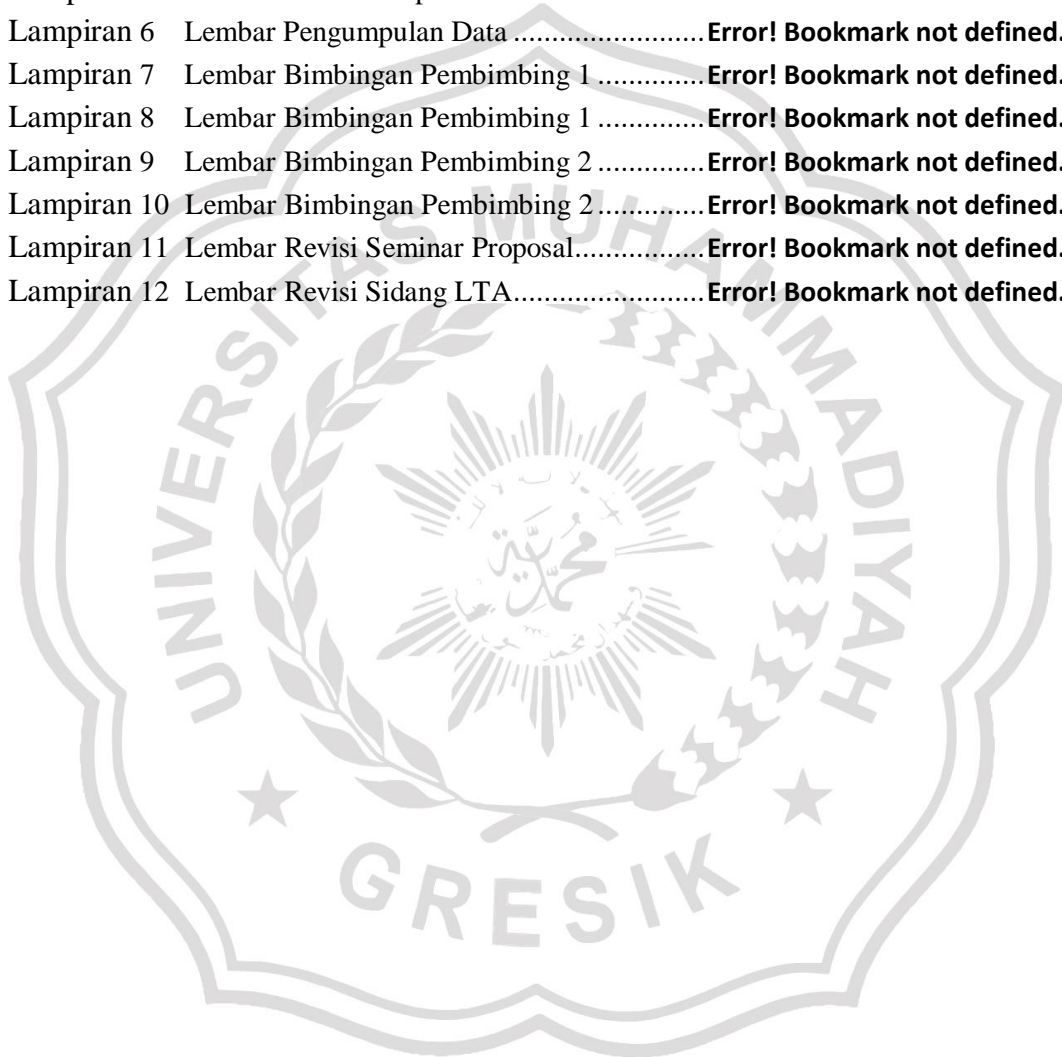 Lampiran 6 Lembar Pengumpulan Data ........................ Error! Bookmark not defined.
Lampiran 7 Lembar Bimbingan Pembimbing 1 .............. Error! Bookmark not defined.
Lampiran 8 Lembar Bimbingan Pembimbing 1 .............. Error! Bookmark not defined.
Lampiran 9 Lembar Bimbingan Pembimbing 2 .............. Error! Bookmark not defined.
Lampiran 10 Lembar Bimbingan Pembimbing 2 .............. Error! Bookmark not defined.
Lampiran 11 Lembar Revisi Seminar Proposal................. Error! Bookmark not defined.
Lampiran 12 Lembar Revisi Sidang LTA........................ Error! Bookmark not defined.
UNIVERSITAS MUHAMMADIYAH
GRESIK